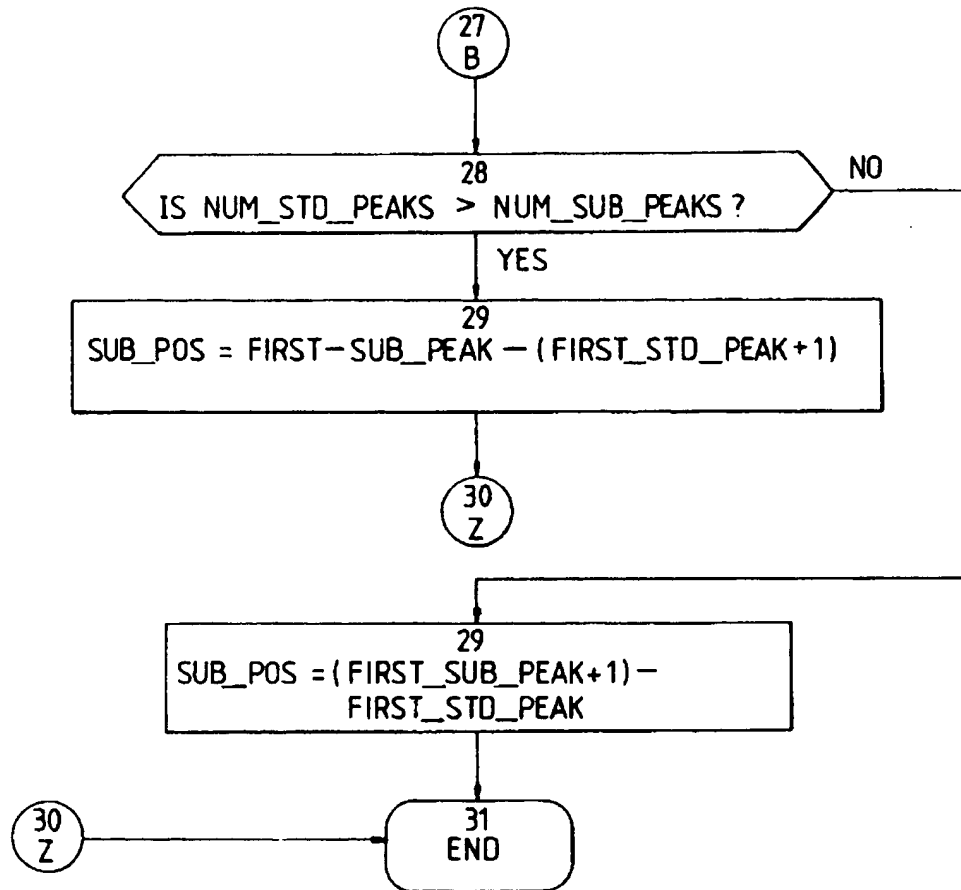 27
B
28
NO
IS NUM_STD_PEAKS > NUM_SUB_PEAKS ?
YES
29
SUB_POS = FIRST-SUB_PEAK - (FIRST_STD_PEAK+1)
30
Z
29
SUB_POS = (FIRST_SUB_PEAK+1) -
FIRST_STD_PEAK
30
Z
31
END